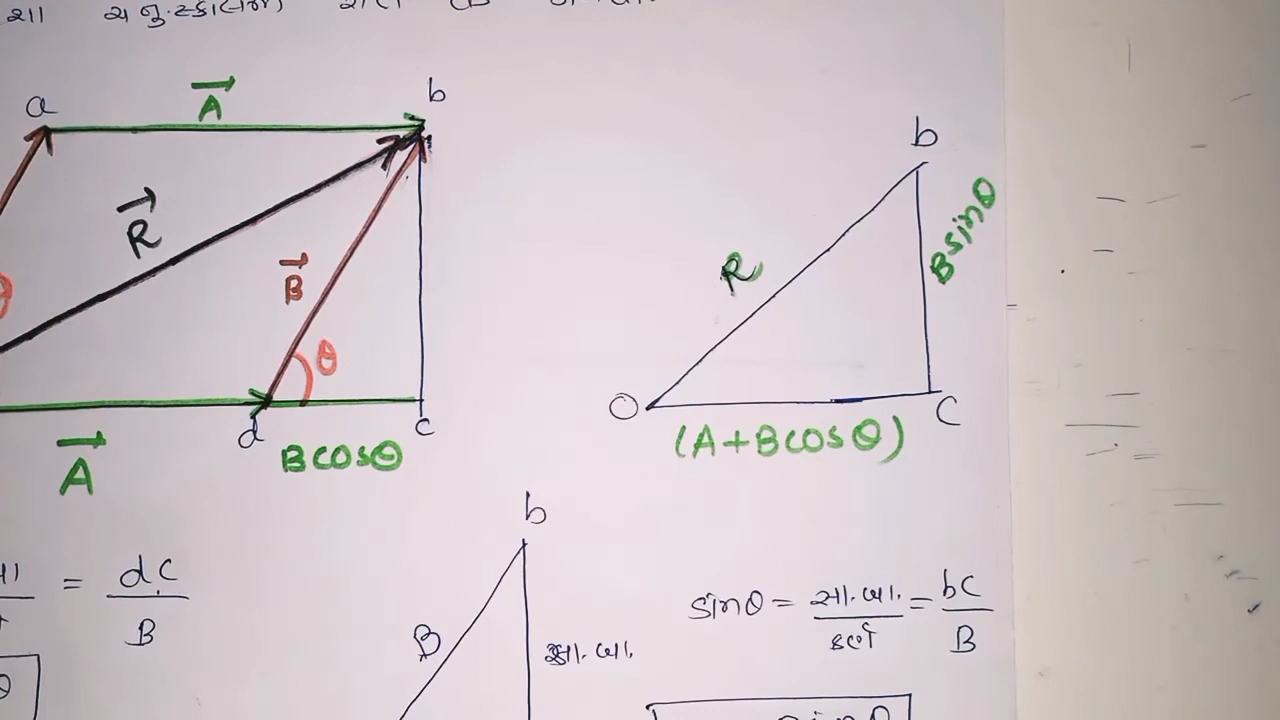 a
A
b
R
B
θ
A
d
Bcosθ
c
b
R
Bsinθ
O
(A+Bcosθ)
C
= dc/B
b
B
સા.બા.
sinθ = સા.બા./કર્ણ = bc/B